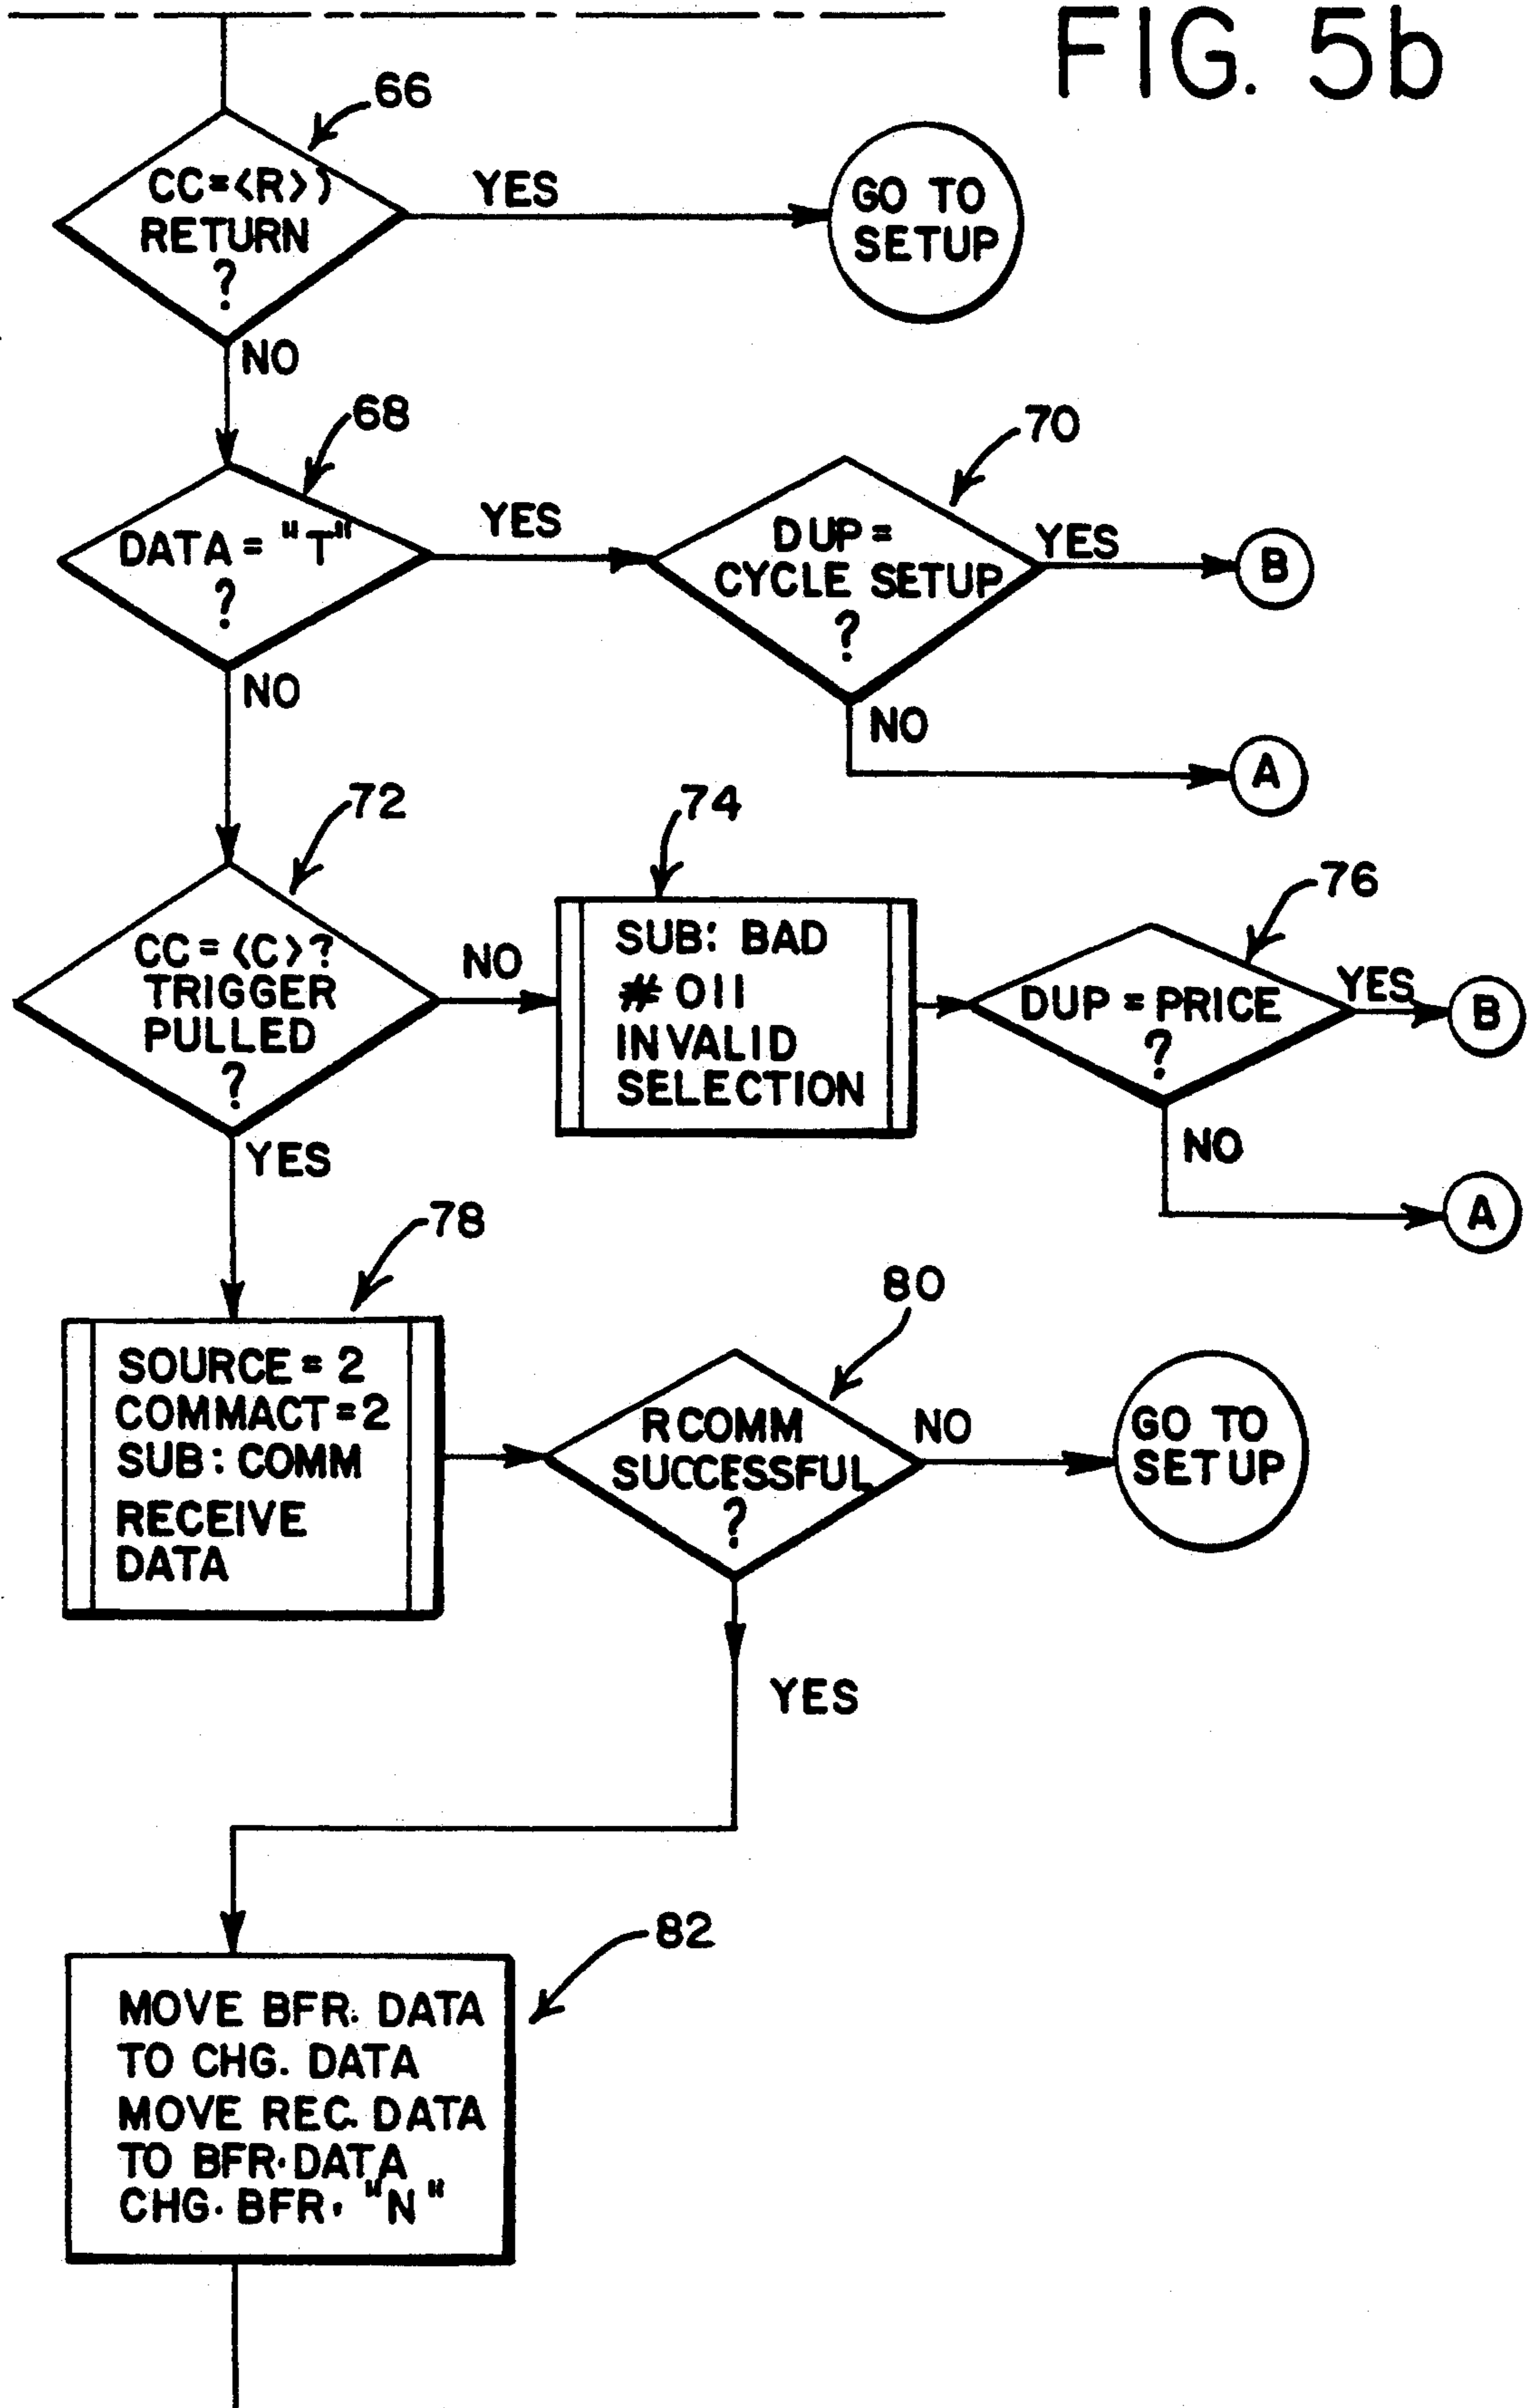 FIG. 5b
66
CC=<R>)
RETURN
?
YES
GO TO
SETUP
NO
68
DATA = "T"
?
YES
70
DUP =
CYCLE SETUP
?
YES
B
NO
A
NO
72
CC=<C>?
TRIGGER
PULLED
?
NO
74
SUB: BAD
# 011
INVALID
SELECTION
76
DUP = PRICE
?
YES
B
NO
A
YES
78
SOURCE = 2
COMMACT = 2
SUB: COMM
RECEIVE
DATA
80
RCOMM
SUCCESSFUL
?
NO
GO TO
SETUP
YES
82
MOVE BFR. DATA
TO CHG. DATA
MOVE REC. DATA
TO BFR. DATA
CHG. BFR. "N"